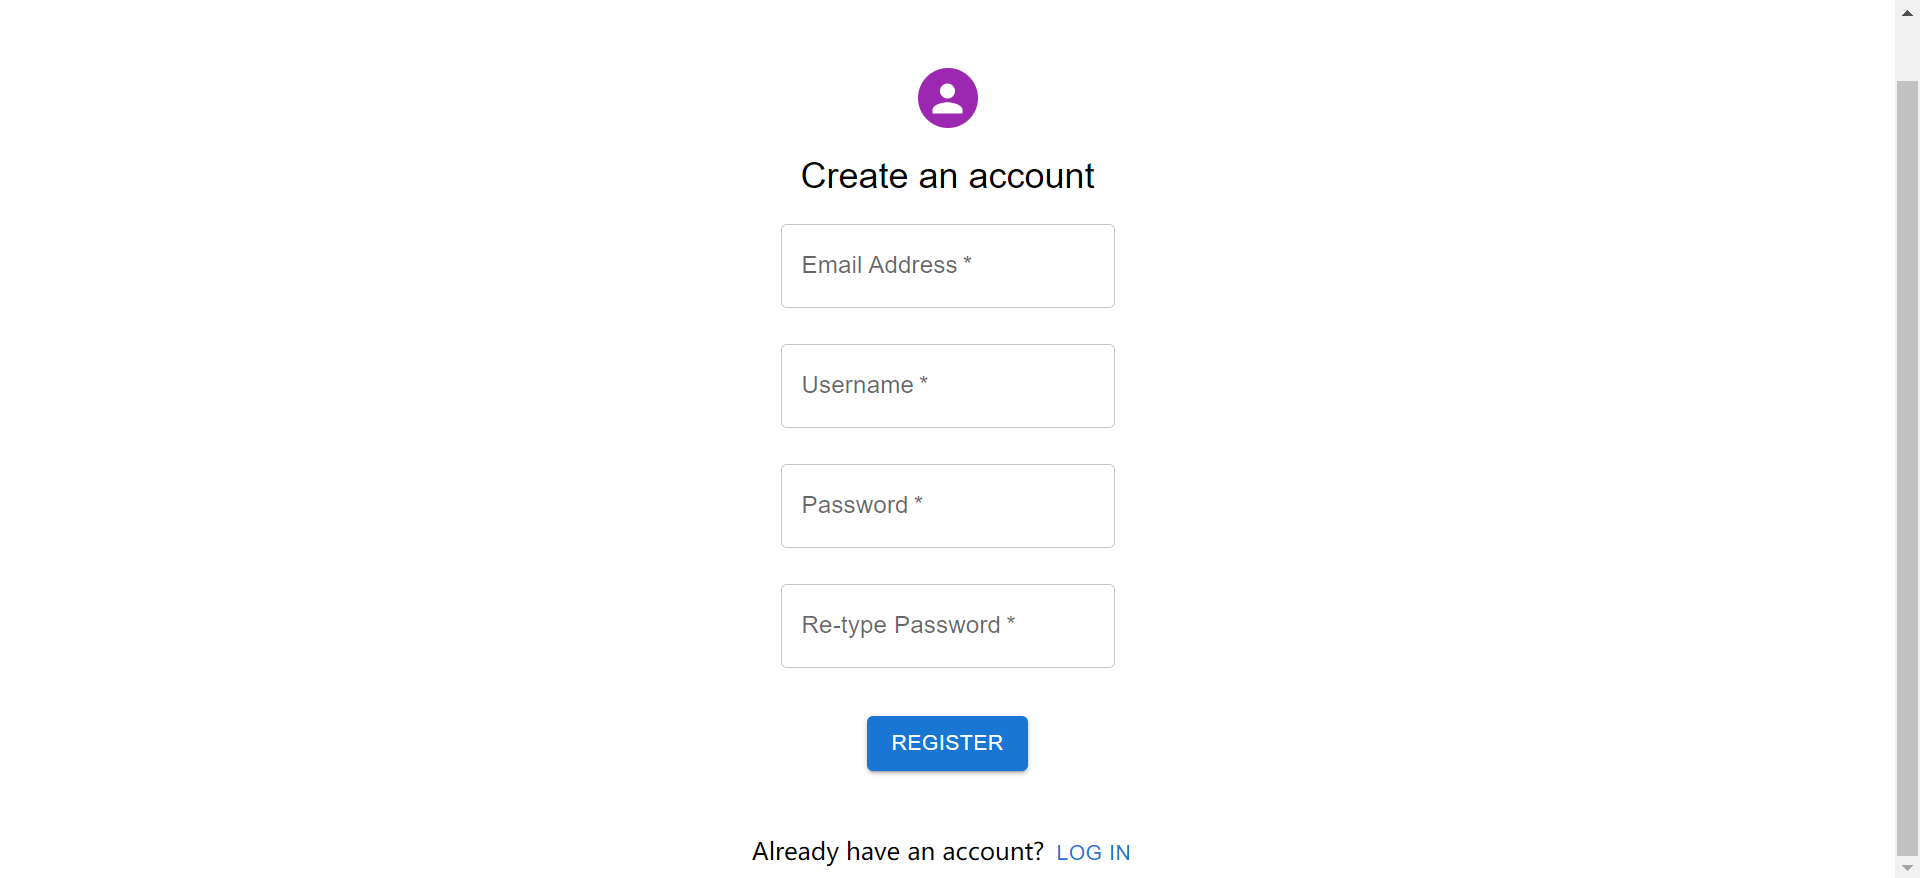 Create an account
Email Address *
Username *
Password *
Re-type Password *
REGISTER
Already have an account? LOG IN